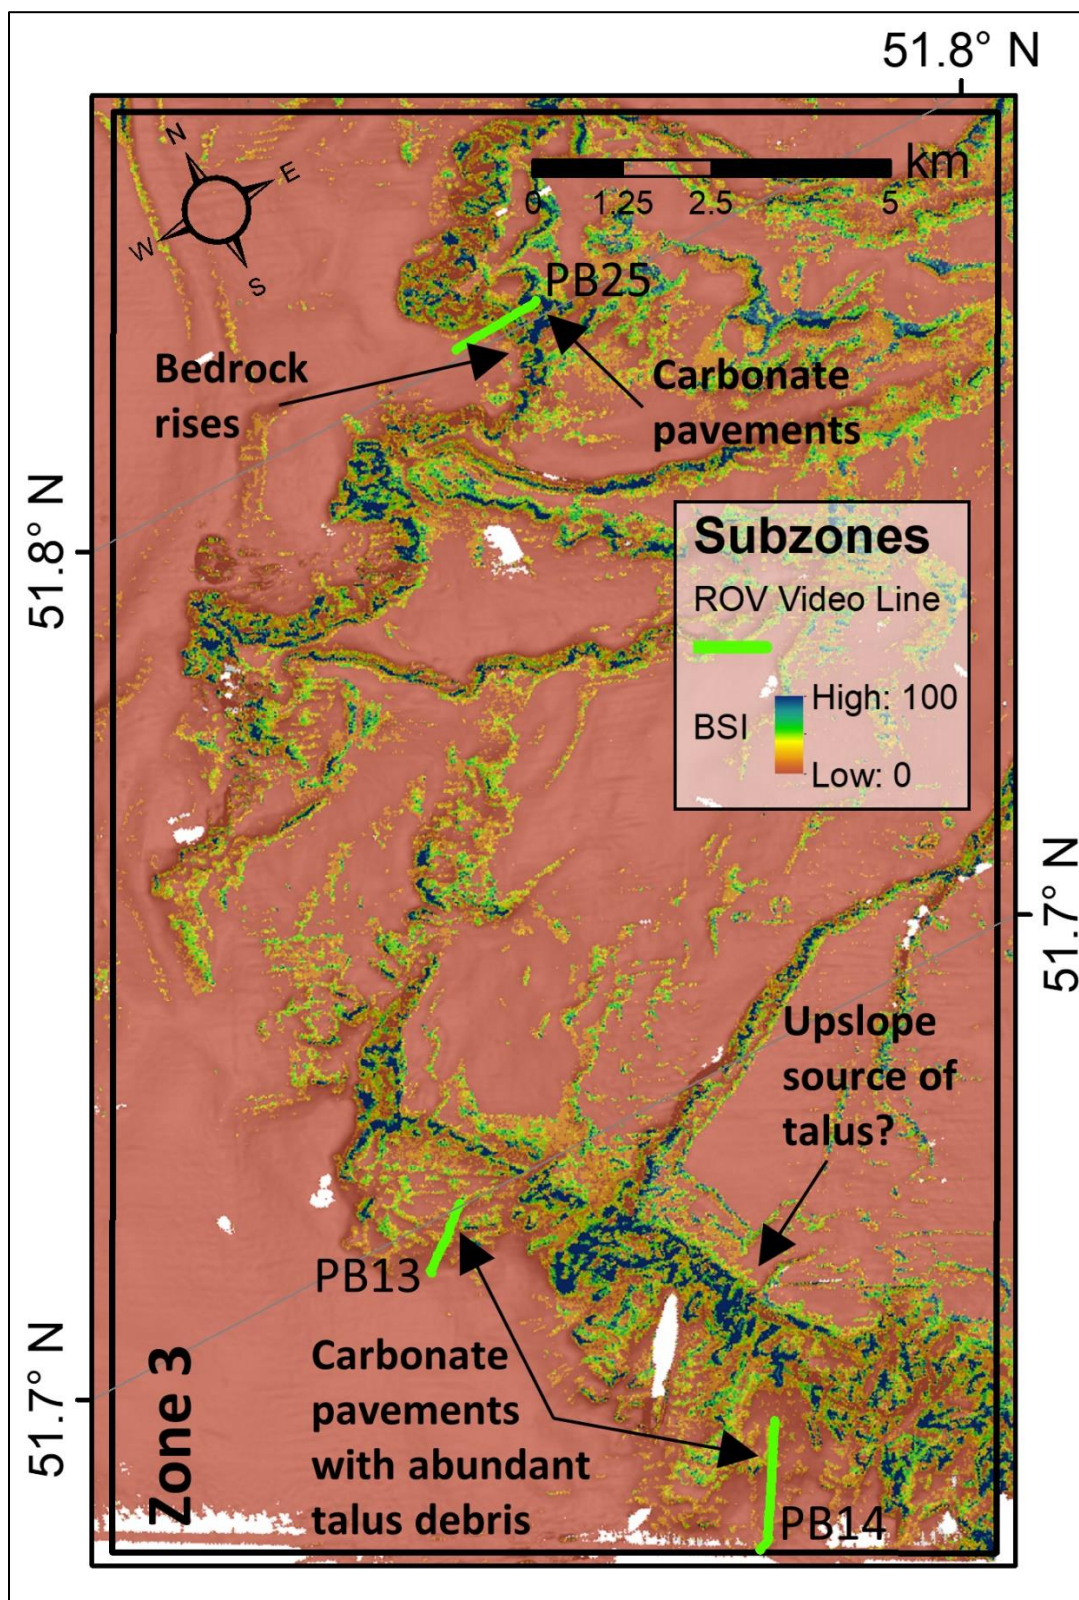 51.8° N
N
E
W
S
km
0 1.25 2.5 5
PB25
Bedrock
rises
Carbonate
pavements
51.8° N
Subzones
ROV Video Line
BSI
High: 100
Low: 0
51.7° N
Upslope
source of
talus?
PB13
Carbonate
pavements
with abundant
talus debris
51.7° N
Zone 3
PB14